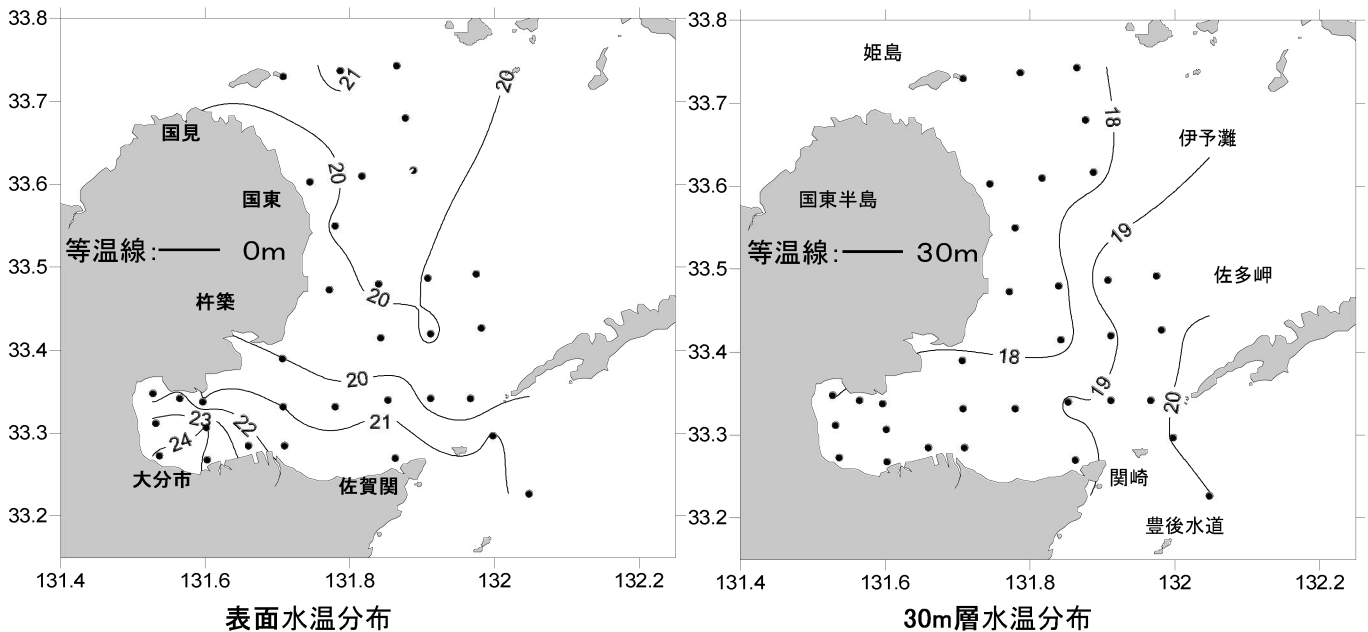 33.8
33.7
33.6
33.5
33.4
33.3
33.2
131.4 131.6 131.8 132 132.2
国見
国東
等温線: 0m
杵築
大分市
佐賀関
21
20
20
20
20
21
22
23
24
表面水温分布
33.8
33.7
33.6
33.5
33.4
33.3
33.2
131.4 131.6 131.8 132 132.2
姫島
伊予灘
国東半島
等温線: 30m
佐多岬
関崎
豊後水道
18
19
18
19
20
30m層水温分布